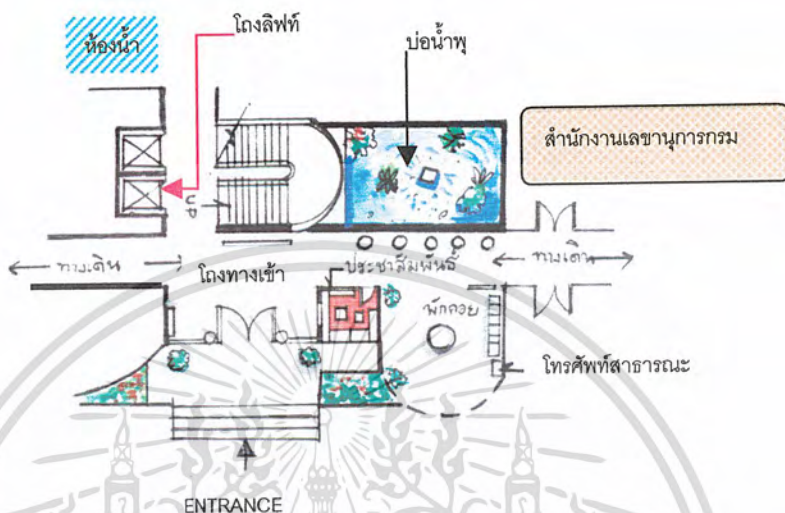 ห้องน้ำ
โถงลิฟท์
บ่อน้ำพุ
สำนักงานเลขานุการกรม
ขึ้น
ทางเดิน
โถงทางเข้า
ประชาสัมพันธ์
ทางเดิน
พักคอย
โทรศัพท์สาธารณะ
ENTRANCE